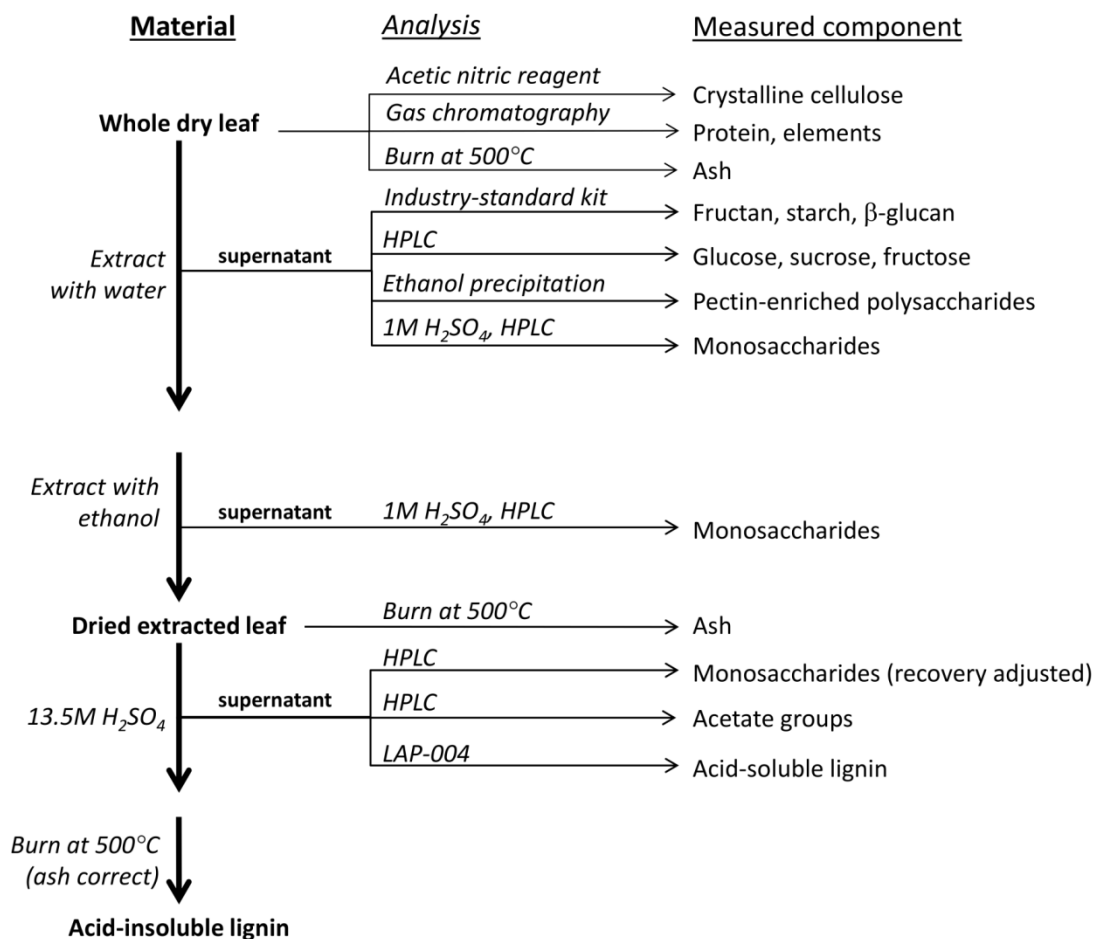 Material Analysis Measured component
Acetic nitric reagent
Crystalline cellulose
Whole dry leaf
Gas chromatography
Protein, elements
Burn at 500°C
Ash
Industry-standard kit
Fructan, starch, β-glucan
Extract
with water
supernatant
HPLC
Glucose, sucrose, fructose
Ethanol precipitation
Pectin-enriched polysaccharides
1M H₂SO₄, HPLC
Monosaccharides
Extract with
ethanol
supernatant
1M H₂SO₄, HPLC
Monosaccharides
Dried extracted leaf
Burn at 500°C
Ash
13.5M H₂SO₄
supernatant
HPLC
Monosaccharides (recovery adjusted)
HPLC
Acetate groups
LAP-004
Acid-soluble lignin
Burn at 500°C
(ash correct)
Acid-insoluble lignin